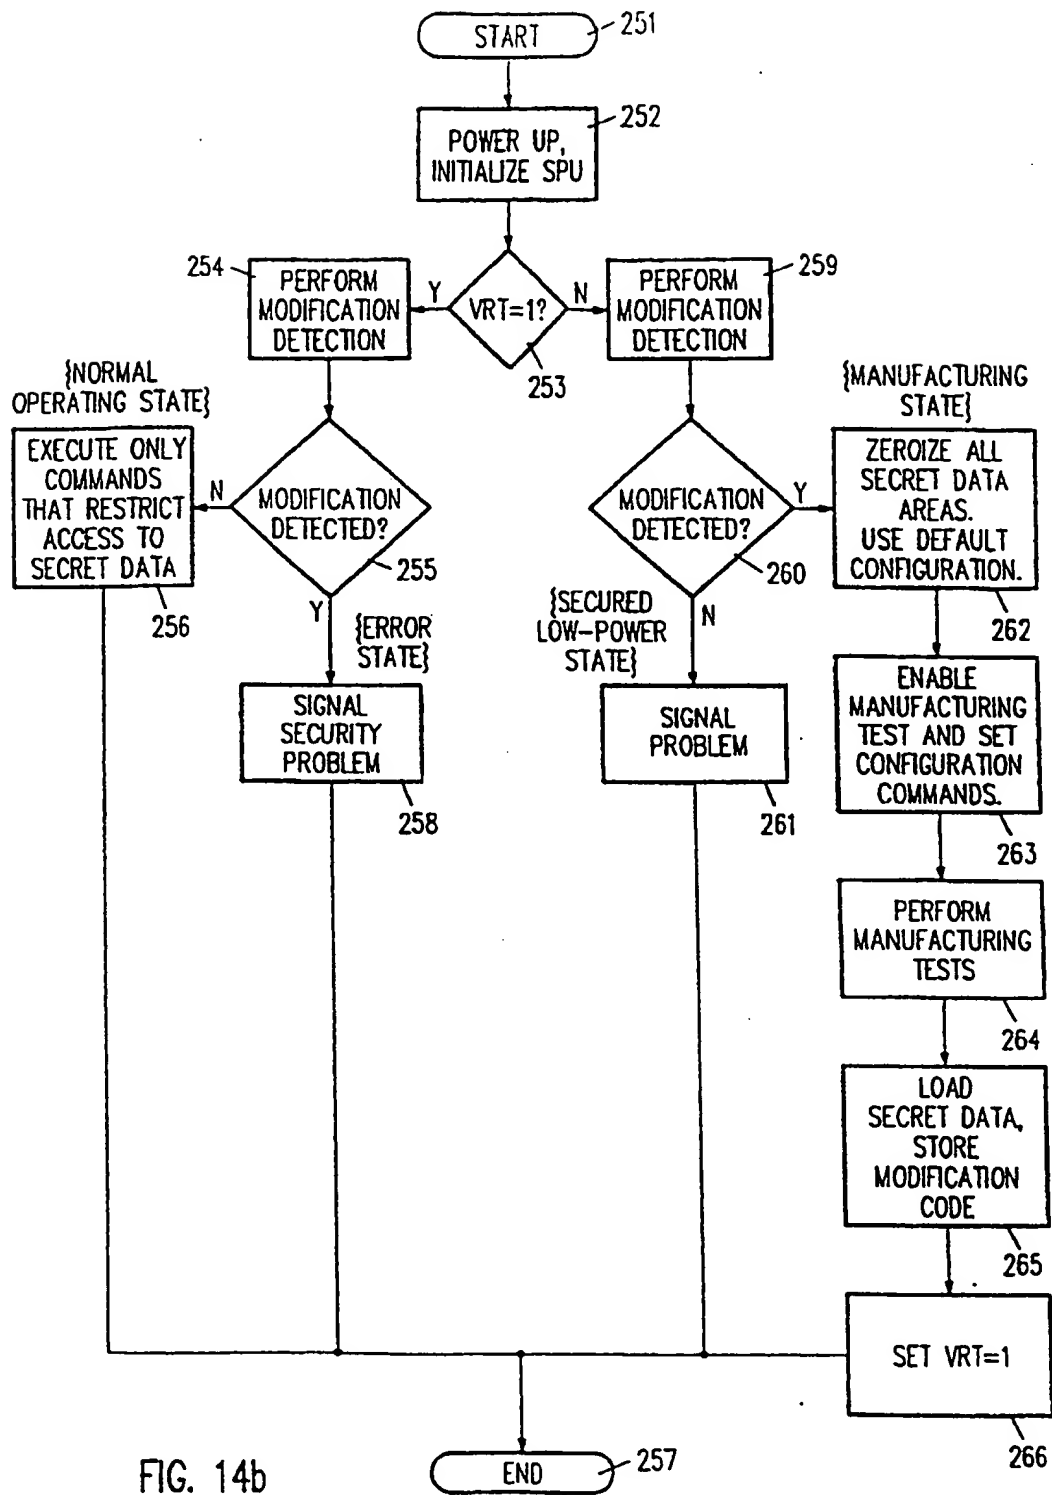 START
251
POWER UP,
INITIALIZE SPU
252
VRT=1?
253
Y
N
254
PERFORM
MODIFICATION
DETECTION
259
PERFORM
MODIFICATION
DETECTION
{NORMAL
OPERATING STATE}
EXECUTE ONLY
COMMANDS
THAT RESTRICT
ACCESS TO
SECRET DATA
256
N
MODIFICATION
DETECTED?
255
Y
{ERROR
STATE}
SIGNAL
SECURITY
PROBLEM
258
MODIFICATION
DETECTED?
260
Y
N
{SECURED
LOW-POWER
STATE}
SIGNAL
PROBLEM
261
{MANUFACTURING
STATE}
ZEROIZE ALL
SECRET DATA
AREAS.
USE DEFAULT
CONFIGURATION.
262
ENABLE
MANUFACTURING
TEST AND SET
CONFIGURATION
COMMANDS.
263
PERFORM
MANUFACTURING
TESTS
264
LOAD
SECRET DATA,
STORE
MODIFICATION
CODE
265
SET VRT=1
266
END
257
FIG. 14b